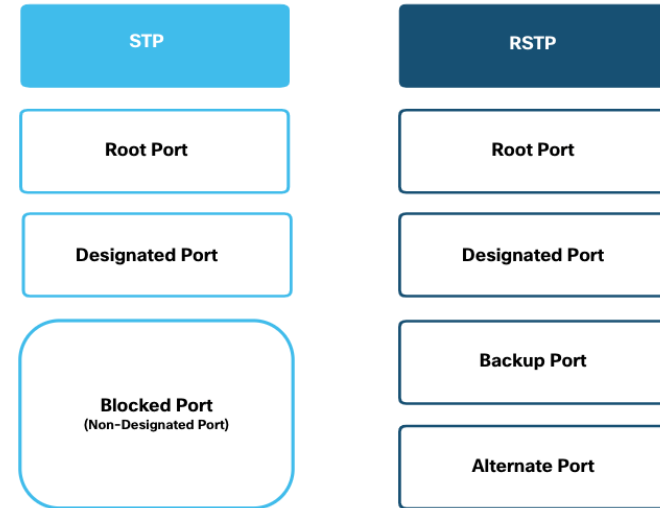 STP
Root Port
Designated Port
Blocked Port
(Non-Designated Port)
RSTP
Root Port
Designated Port
Backup Port
Alternate Port